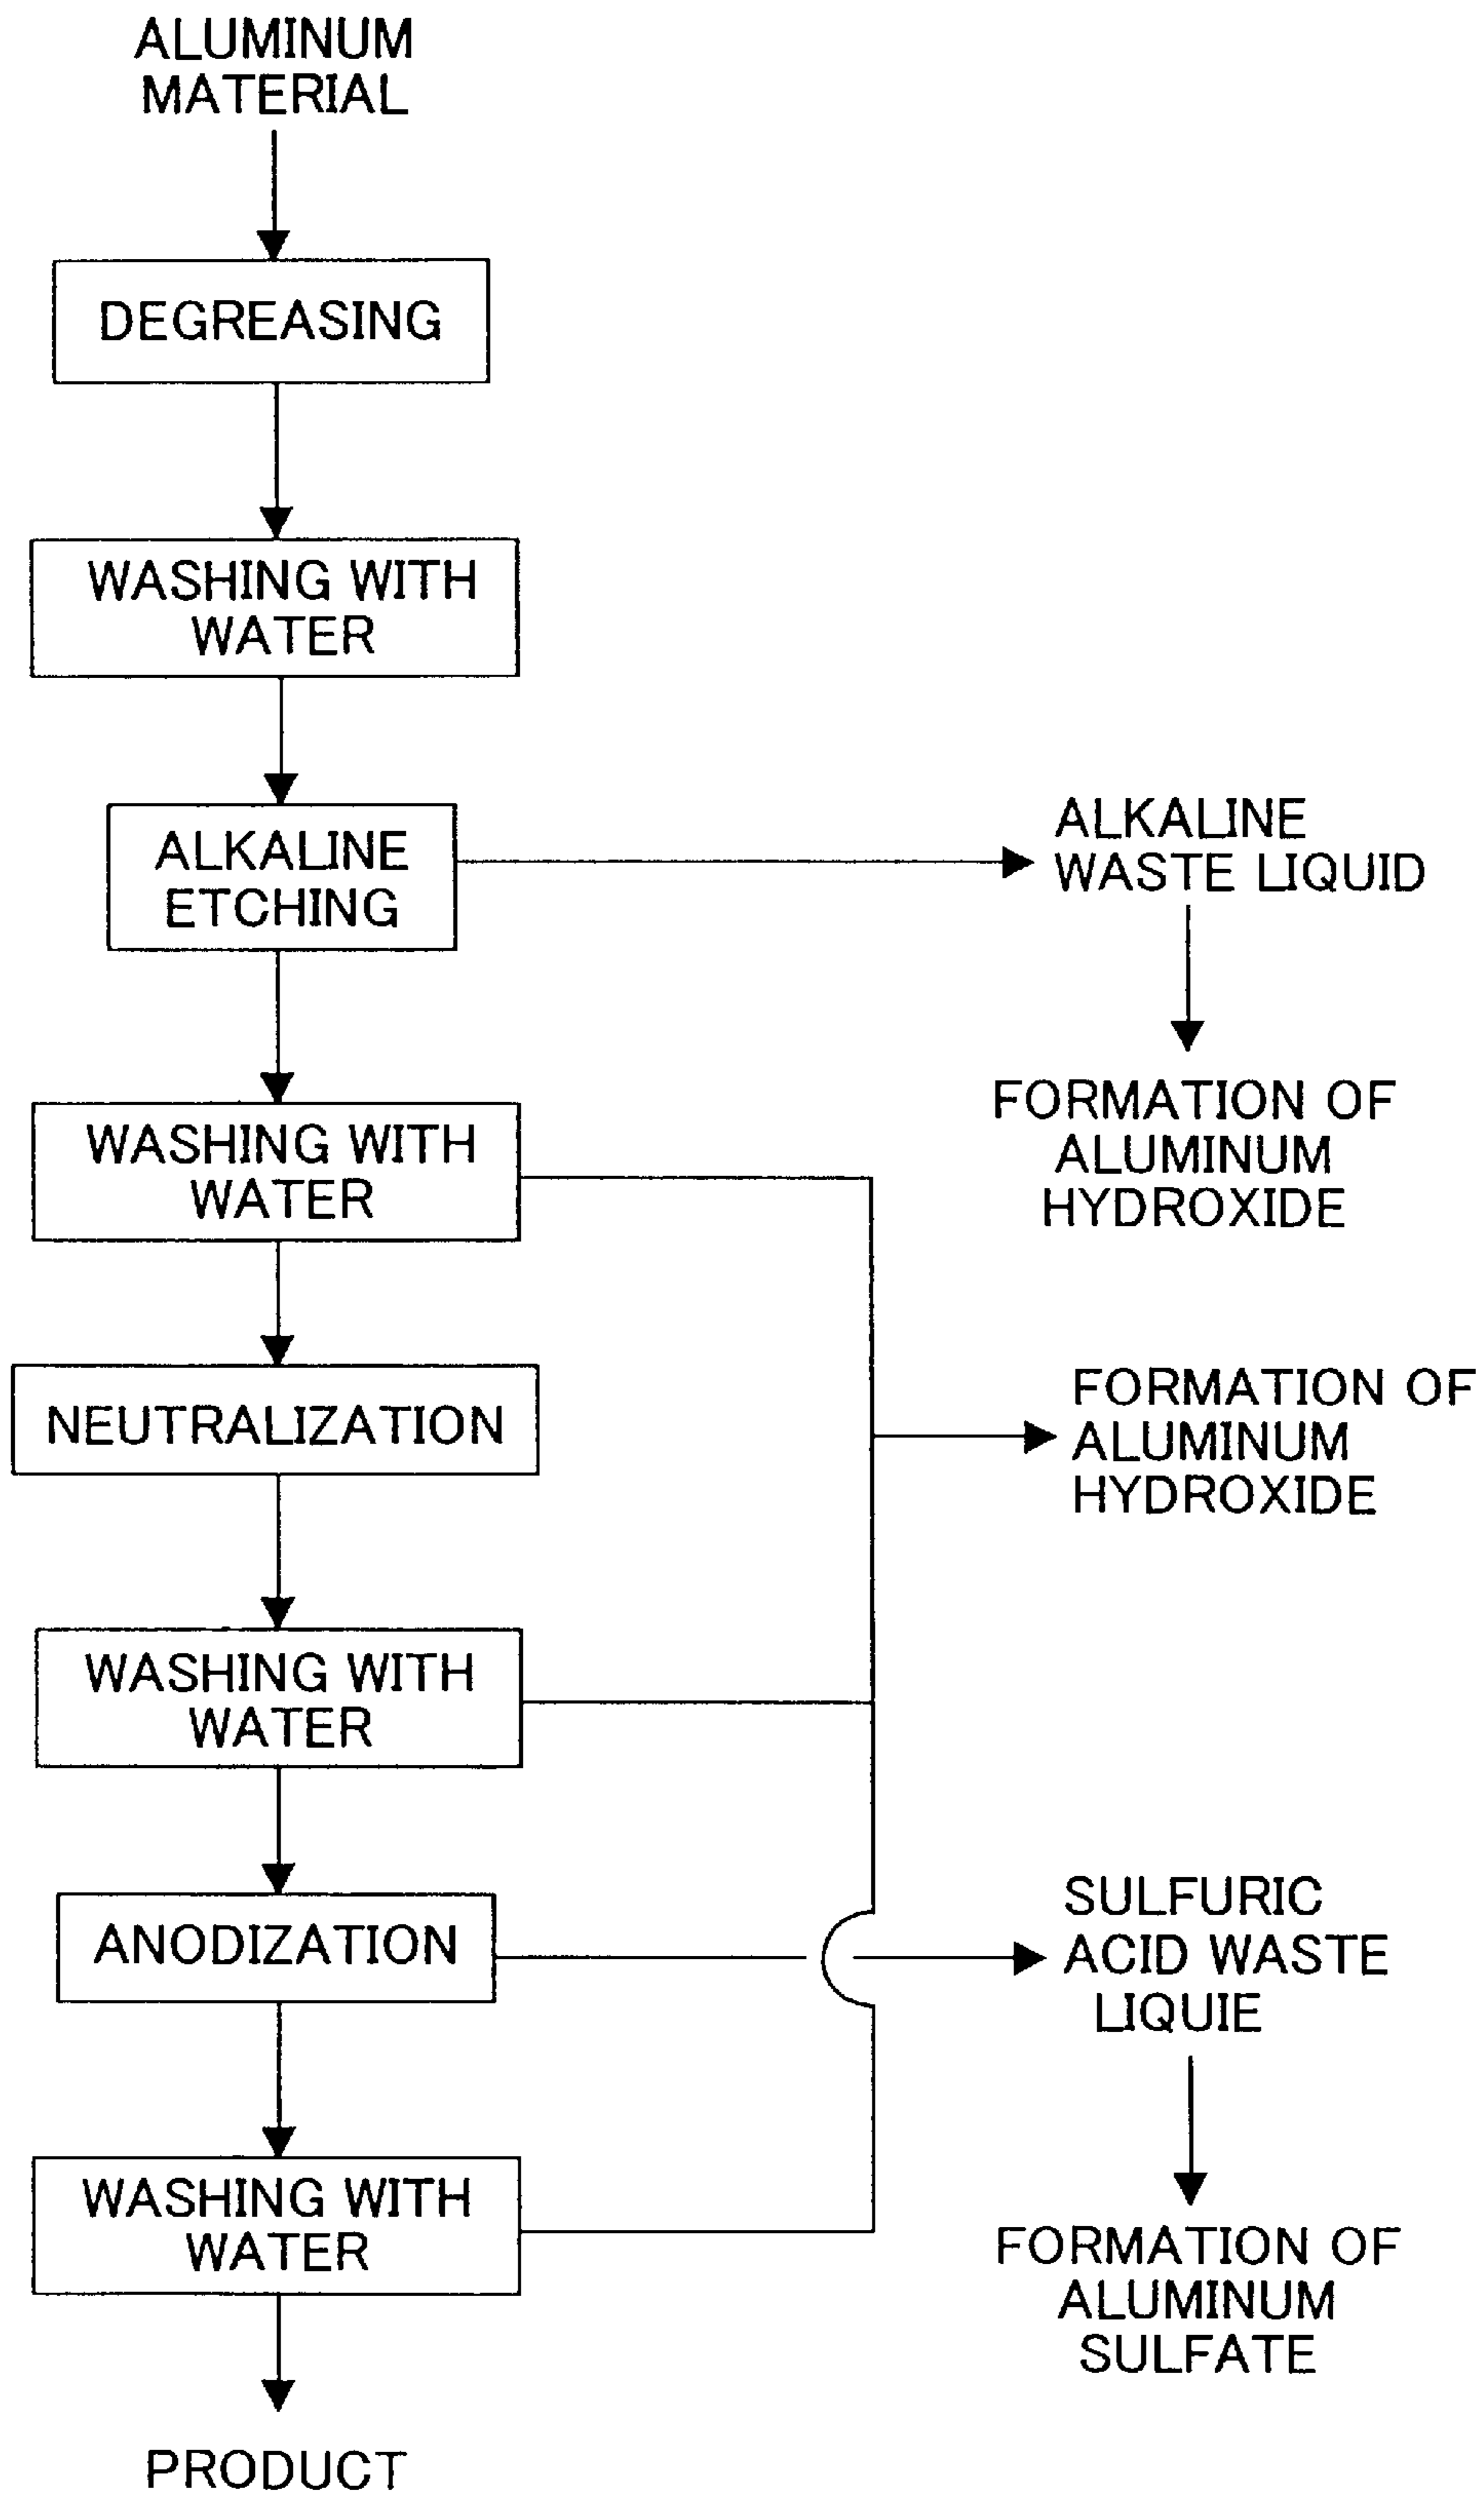 ALUMINUM
MATERIAL
DEGREASING
WASHING WITH
WATER
ALKALINE
ETCHING
ALKALINE
WASTE LIQUID
FORMATION OF
ALUMINUM
HYDROXIDE
WASHING WITH
WATER
NEUTRALIZATION
FORMATION OF
ALUMINUM
HYDROXIDE
WASHING WITH
WATER
ANODIZATION
SULFURIC
ACID WASTE
LIQUIE
WASHING WITH
WATER
FORMATION OF
ALUMINUM
SULFATE
PRODUCT